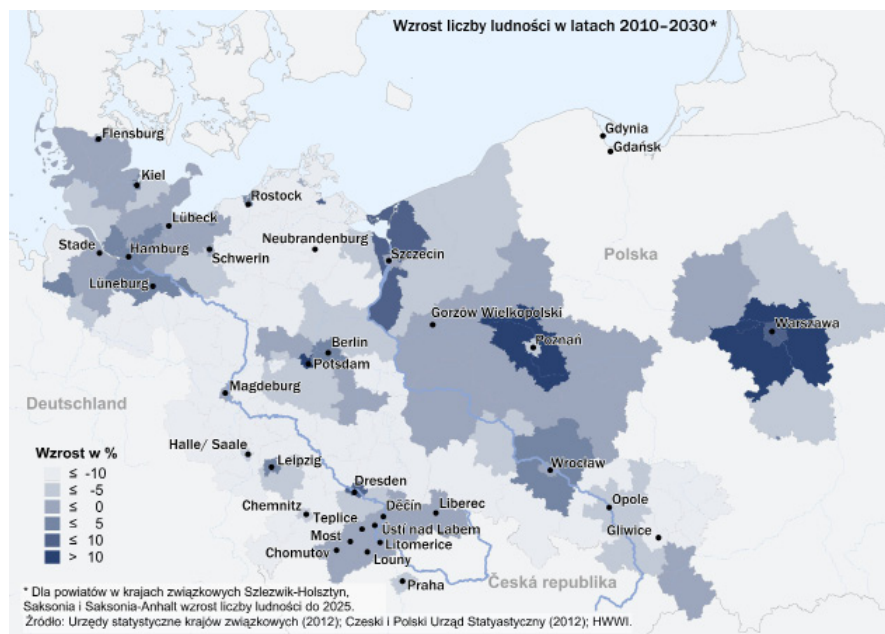 Wzrost liczby ludności w latach 2010–2030*
Flensburg
Kiel
Rostock
Lübeck
Stade
Hamburg
Schwerin
Neubrandenburg
Lüneburg
Szczecin
Gdynia
Gdańsk
Polska
Gorzów Wielkopolski
Poznań
Warszawa
Berlin
Potsdam
Magdeburg
Deutschland
Halle/ Saale
Leipzig
Wrocław
Dresden
Chemnitz
Děčín
Liberec
Teplice
Ústí nad Labem
Most
Litomerice
Chomutov
Louny
Praha
Opole
Gliwice
Česká republika
Wzrost w %
≤ -10
≤ -5
≤ 0
≤ 5
≤ 10
> 10
* Dla powiatów w krajach związkowych Szlezwik-Holsztyn,
Saksonia i Saksonia-Anhalt wzrost liczby ludności do 2025.
Źródło: Urzędy statystyczne krajów związkowych (2012); Czeski i Polski Urząd Statyastyczny (2012); HWWI.